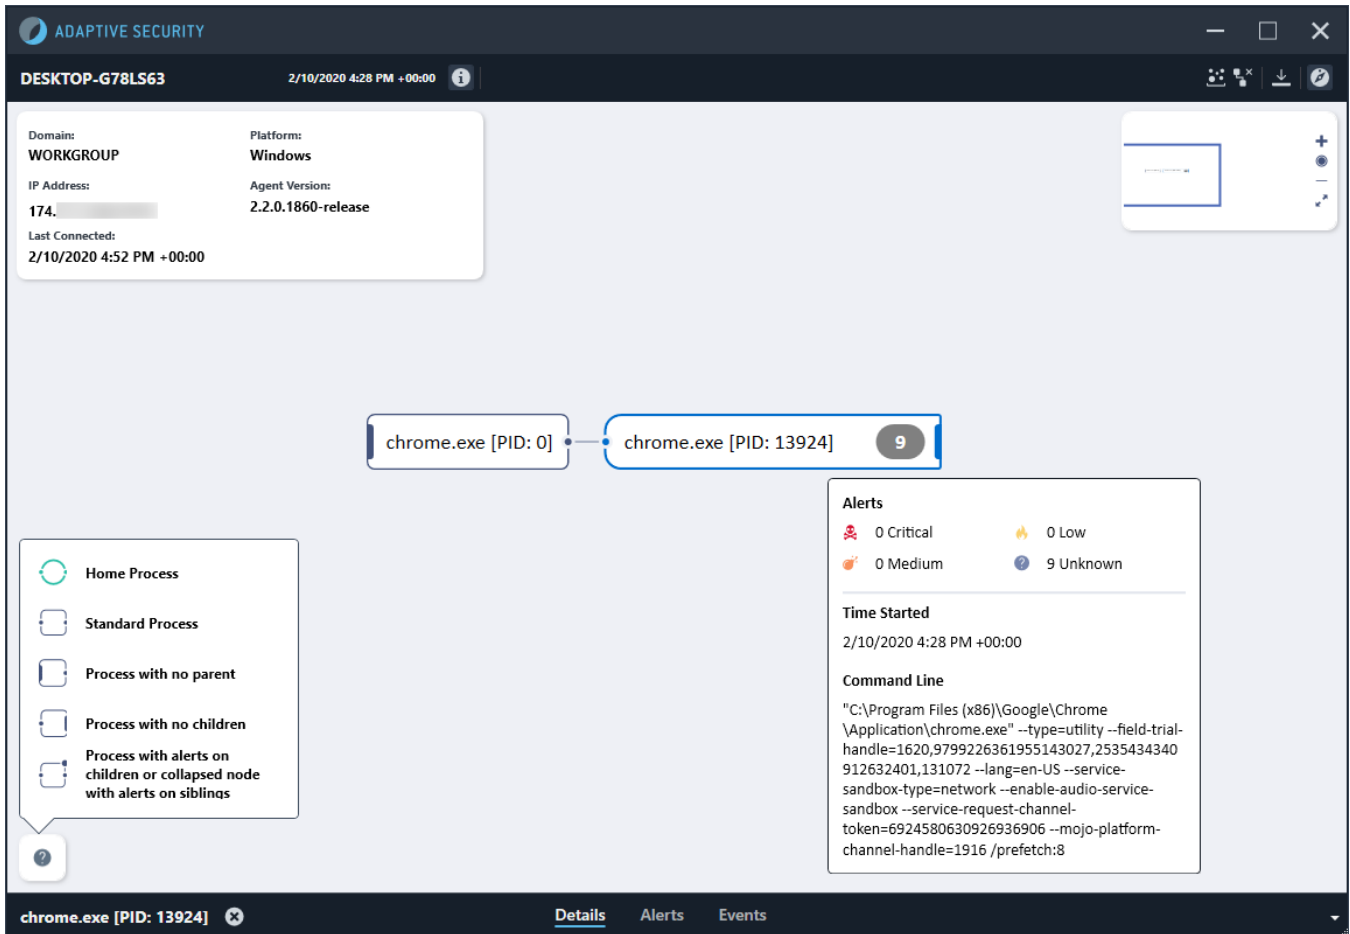 ADAPTIVE SECURITY
DESKTOP-G78LS63
2/10/2020 4:28 PM +00:00
Domain:
WORKGROUP
Platform:
Windows
IP Address:
174.
Agent Version:
2.2.0.1860-release
Last Connected:
2/10/2020 4:52 PM +00:00
chrome.exe [PID: 0]
chrome.exe [PID: 13924]
9
Alerts
0 Critical
0 Low
0 Medium
9 Unknown
Time Started
2/10/2020 4:28 PM +00:00
Command Line
"C:\Program Files (x86)\Google\Chrome
\Application\chrome.exe" --type=utility --field-trial-
handle=1620,9799226361955143027,2535434340
912632401,131072 --lang=en-US --service-
sandbox-type=network --enable-audio-service-
sandbox --service-request-channel-
token=6924580630926936906 --mojo-platform-
channel-handle=1916 /prefetch:8
Home Process
Standard Process
Process with no parent
Process with no children
Process with alerts on
children or collapsed node
with alerts on siblings
chrome.exe [PID: 13924]
Details
Alerts
Events